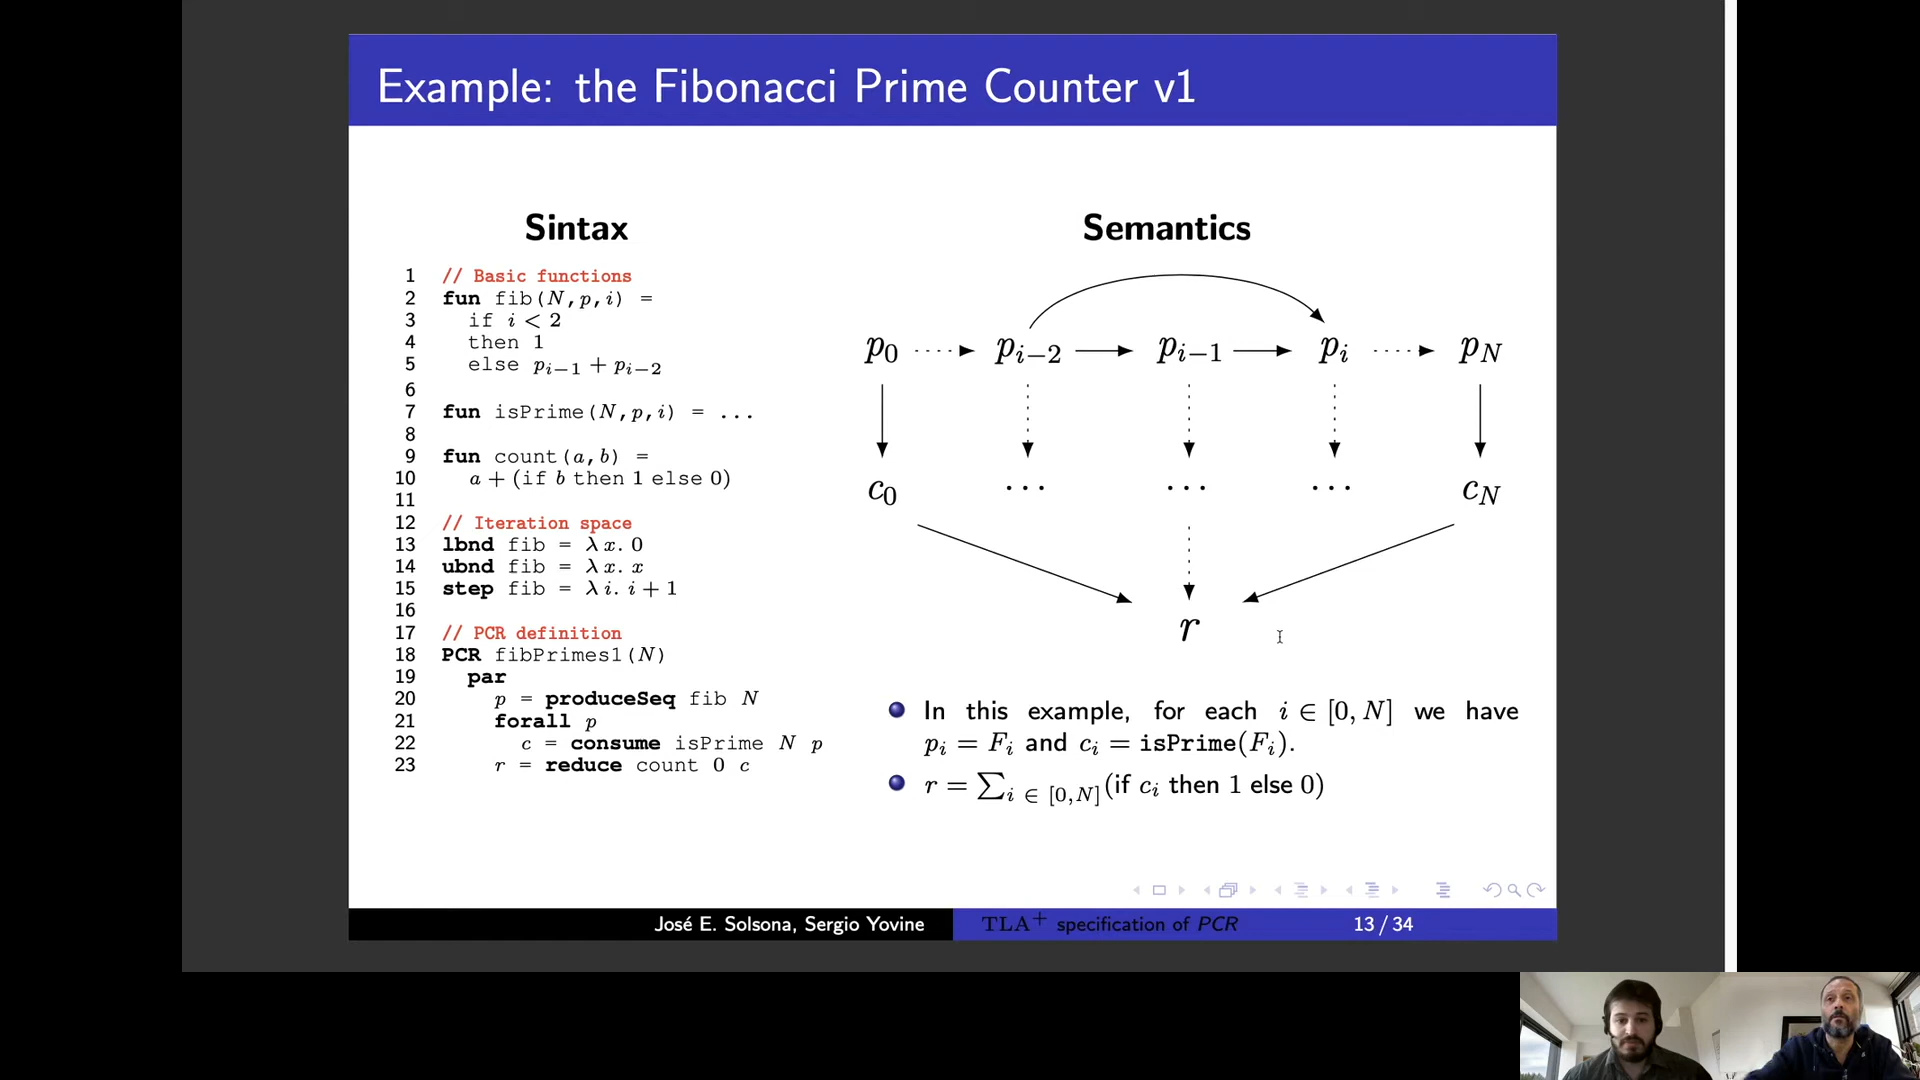 Example: the Fibonacci Prime Counter v1
Sintax
1 // Basic functions
2 fun fib(N,p,i) =
3 if i < 2
4 then 1
5 else p_{i−1} + p_{i−2}
6
7 fun isPrime(N,p,i) = ...
8
9 fun count(a,b) =
10 a + (if b then 1 else 0)
11
12 // Iteration space
13 lbnd fib = λx. 0
14 ubnd fib = λx. x
15 step fib = λi. i + 1
16
17 // PCR definition
18 PCR fibPrimes1(N)
19 par
20 p = produceSeq fib N
21 forall p
22 c = consume isPrime N p
23 r = reduce count 0 c
Semantics
p_0 p_{i−2} p_{i−1} p_i p_N
c_0 ... ... ... c_N
r
In this example, for each i ∈ [0, N] we have
p_i = F_i and c_i = isPrime(F_i).
r = ∑_{i ∈ [0,N]}(if c_i then 1 else 0)
José E. Solsona, Sergio Yovine TLA⁺ specification of PCR 13 / 34